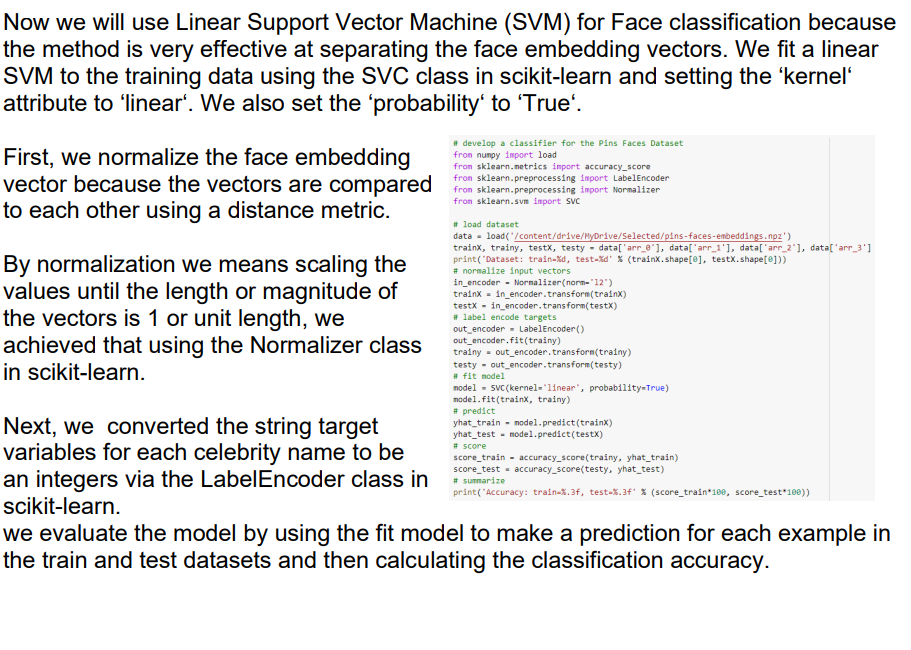 Now we will use Linear Support Vector Machine (SVM) for Face classification because
the method is very effective at separating the face embedding vectors. We fit a linear
SVM to the training data using the SVC class in scikit-learn and setting the ‘kernel‘
attribute to ‘linear‘. We also set the ‘probability‘ to ‘True‘.
First, we normalize the face embedding
vector because the vectors are compared
to each other using a distance metric.
By normalization we means scaling the
values until the length or magnitude of
the vectors is 1 or unit length, we
achieved that using the Normalizer class
in scikit-learn.
Next, we  converted the string target
variables for each celebrity name to be
an integers via the LabelEncoder class in
scikit-learn.
# develop a classifier for the Pins Faces Dataset
from numpy import load
from sklearn.metrics import accuracy_score
from sklearn.preprocessing import LabelEncoder
from sklearn.preprocessing import Normalizer
from sklearn.svm import SVC
# load dataset
data = load('/content/drive/MyDrive/Selected/pins-faces-embeddings.npz')
trainX, trainy, testX, testy = data['arr_0'], data['arr_1'], data['arr_2'], data['arr_3']
print('Dataset: train=%d, test=%d' % (trainX.shape[0], testX.shape[0]))
# normalize input vectors
in_encoder = Normalizer(norm='l2')
trainX = in_encoder.transform(trainX)
testX = in_encoder.transform(testX)
# label encode targets
out_encoder = LabelEncoder()
out_encoder.fit(trainy)
trainy = out_encoder.transform(trainy)
testy = out_encoder.transform(testy)
# fit model
model = SVC(kernel='linear', probability=True)
model.fit(trainX, trainy)
# predict
yhat_train = model.predict(trainX)
yhat_test = model.predict(testX)
# score
score_train = accuracy_score(trainy, yhat_train)
score_test = accuracy_score(testy, yhat_test)
# summarize
print('Accuracy: train=%.3f, test=%.3f' % (score_train*100, score_test*100))
we evaluate the model by using the fit model to make a prediction for each example in
the train and test datasets and then calculating the classification accuracy.